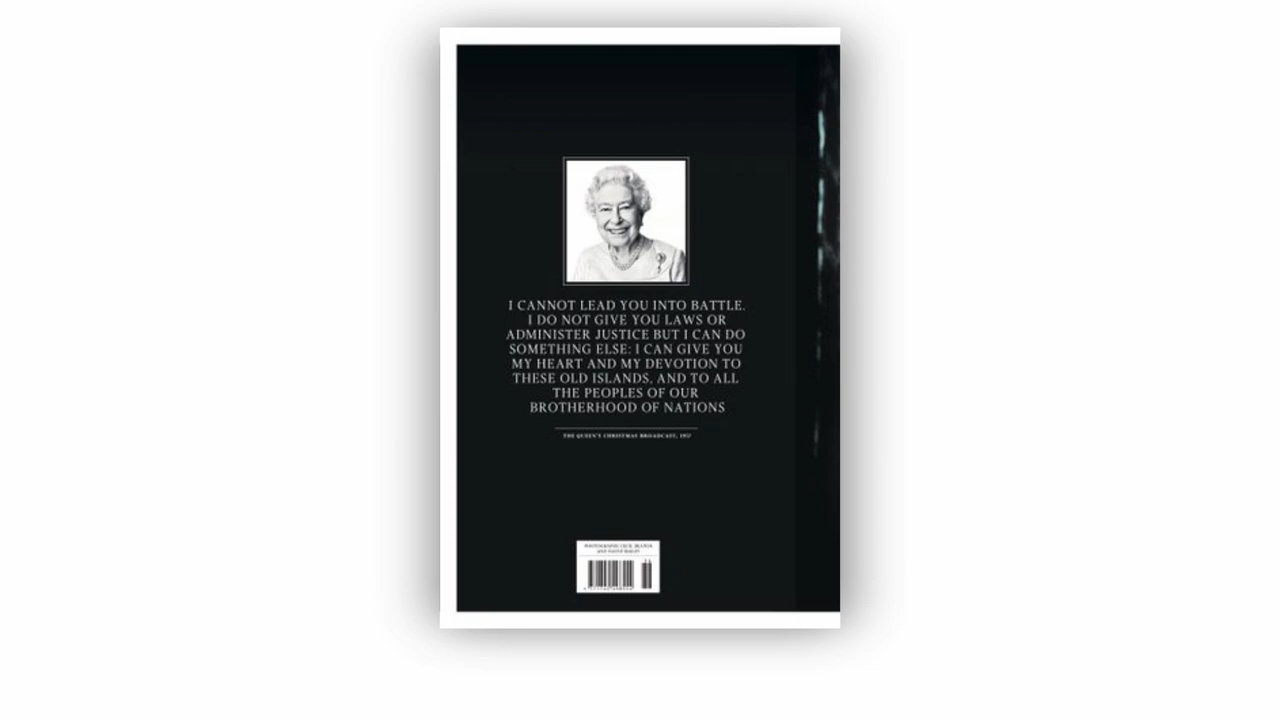 I CANNOT LEAD YOU INTO BATTLE.
I DO NOT GIVE YOU LAWS OR
ADMINISTER JUSTICE BUT I CAN DO
SOMETHING ELSE: I CAN GIVE YOU
MY HEART AND MY DEVOTION TO
THESE OLD ISLANDS, AND TO ALL
THE PEOPLES OF OUR
BROTHERHOOD OF NATIONS
THE QUEEN'S CHRISTMAS BROADCAST, 1957